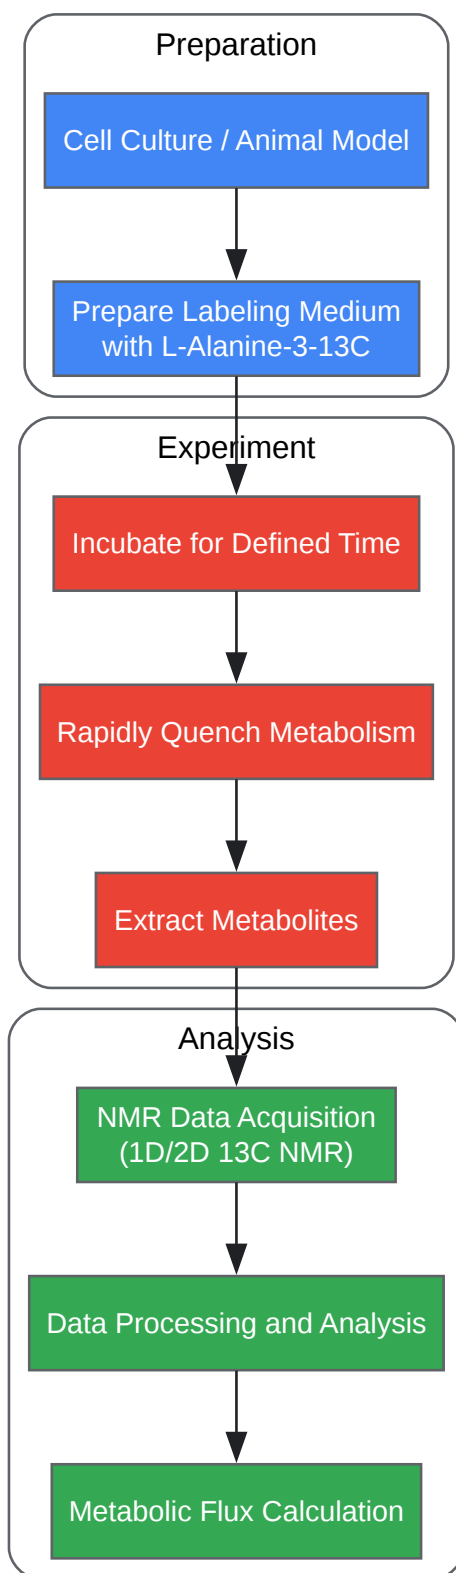 Preparation
Cell Culture / Animal Model
Prepare Labeling Medium
with L-Alanine-3-13C
Experiment
Incubate for Defined Time
Rapidly Quench Metabolism
Extract Metabolites
Analysis
NMR Data Acquisition
(1D/2D 13C NMR)
Data Processing and Analysis
Metabolic Flux Calculation